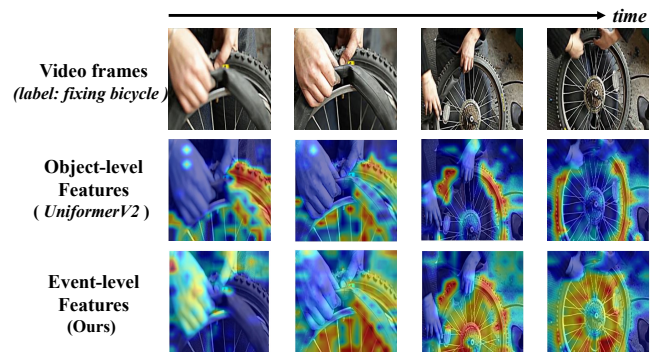 time
Video frames
(label: fixing bicycle )
Object-level
Features
( UniformerV2 )
Event-level
Features
(Ours)